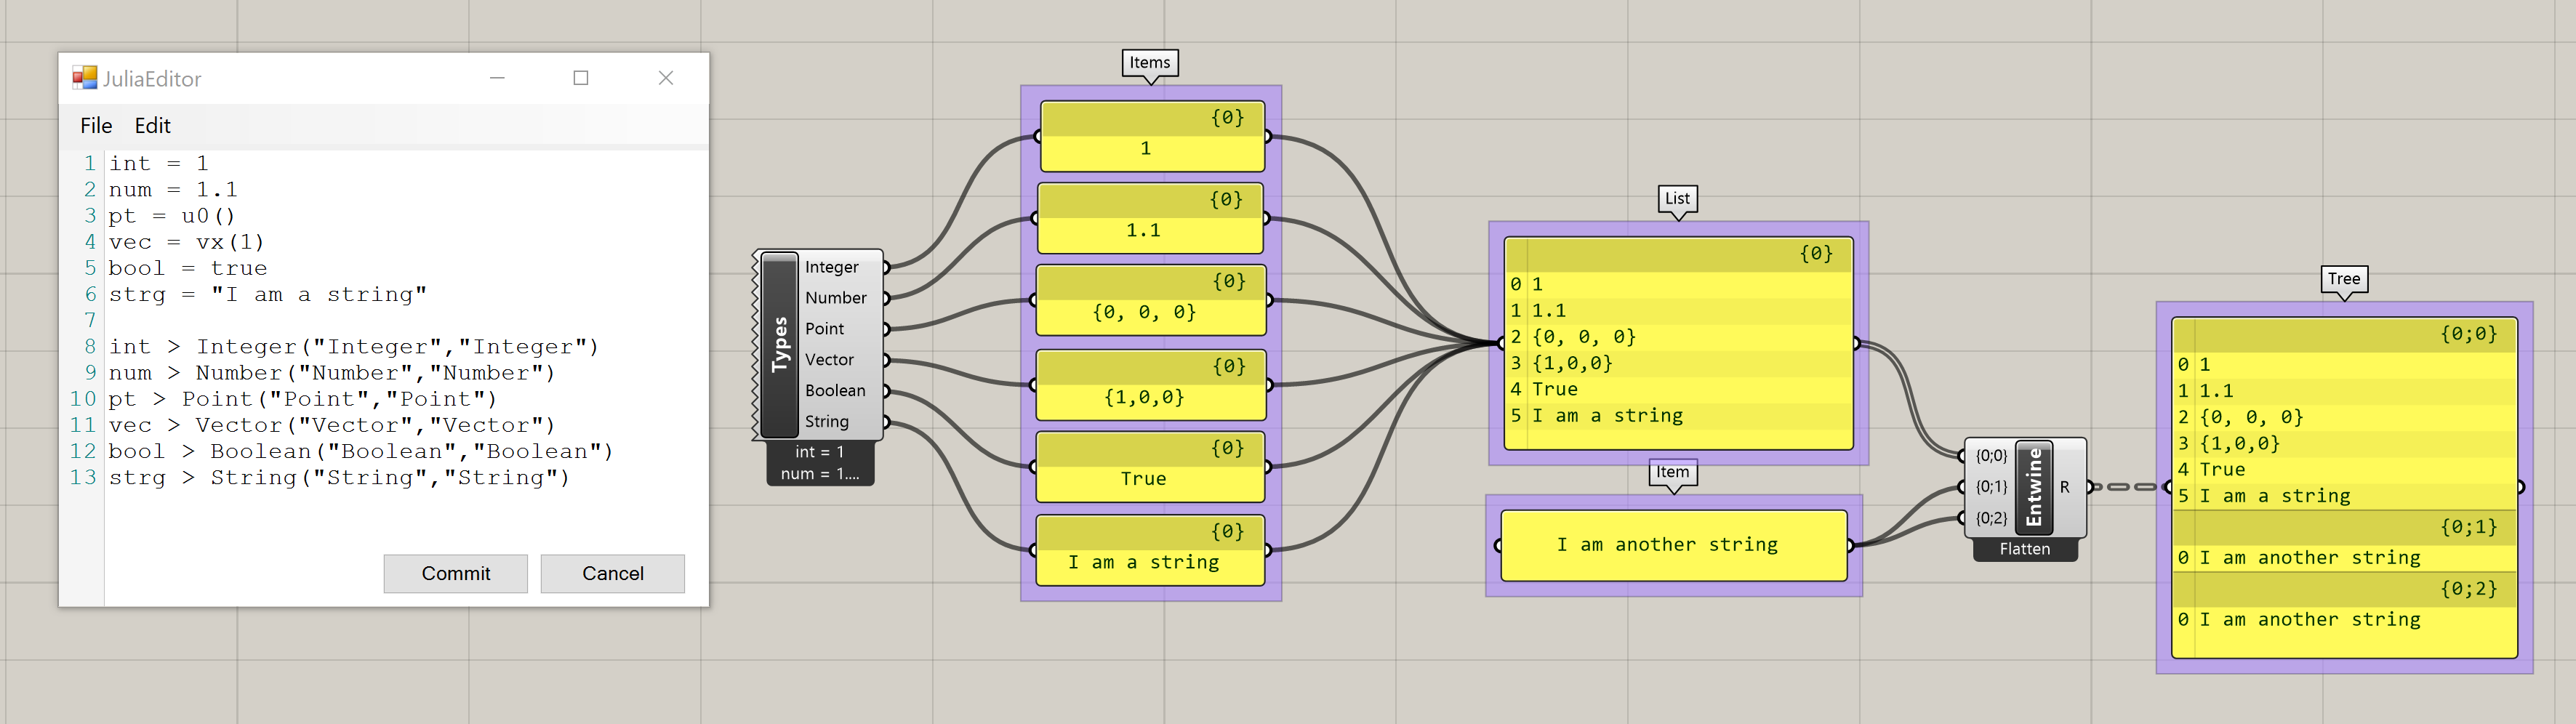 JuliaEditor
File Edit
1 int = 1
2 num = 1.1
3 pt = u0()
4 vec = vx(1)
5 bool = true
6 strg = "I am a string"
7
8 int > Integer("Integer","Integer")
9 num > Number("Number","Number")
10 pt > Point("Point","Point")
11 vec > Vector("Vector","Vector")
12 bool > Boolean("Boolean","Boolean")
13 strg > String("String","String")
Commit Cancel
Types
Integer
Number
Point
Vector
Boolean
String
int = 1
num = 1....
Items
{0}
1
{0}
1.1
{0}
{0, 0, 0}
{0}
{1,0,0}
{0}
True
{0}
I am a string
List
{0}
0 1
1 1.1
2 {0, 0, 0}
3 {1,0,0}
4 True
5 I am a string
Item
I am another string
{0;0}
{0;1}
{0;2}
Entwine
R
Flatten
Tree
{0;0}
0 1
1 1.1
2 {0, 0, 0}
3 {1,0,0}
4 True
5 I am a string
{0;1}
0 I am another string
{0;2}
0 I am another string